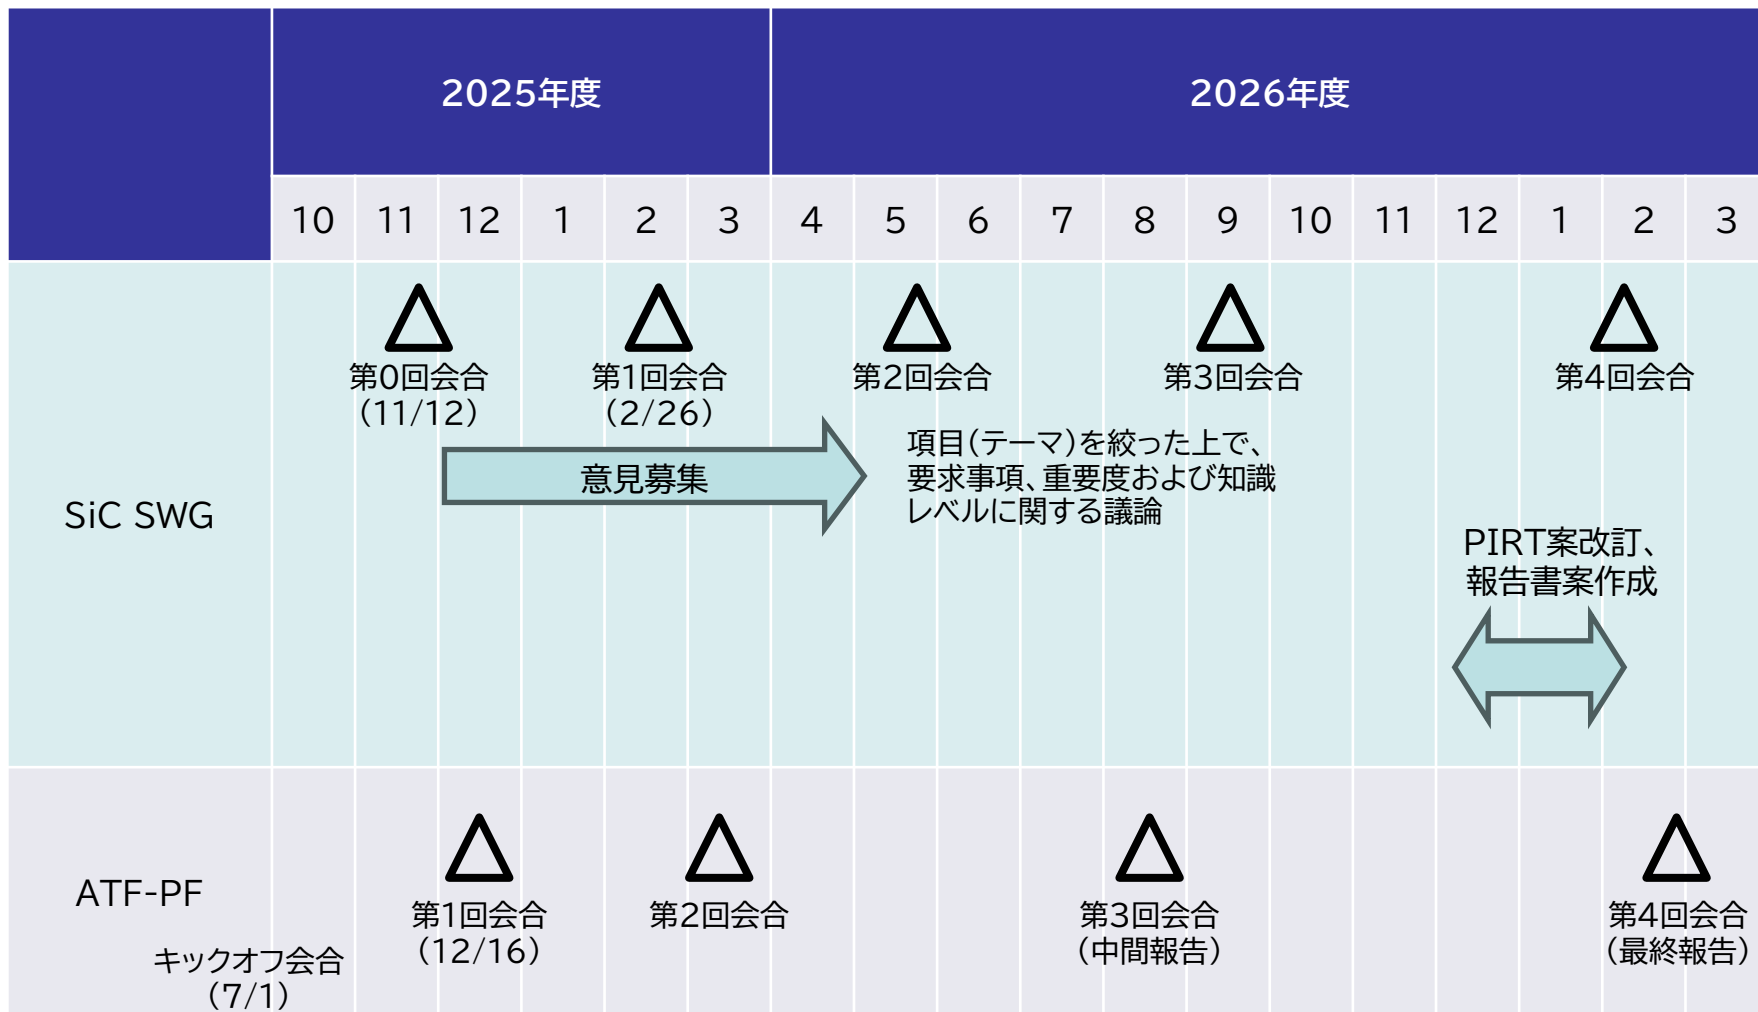 2025年度
2026年度
10 11 12 1 2 3 4 5 6 7 8 9 10 11 12 1 2 3
SiC SWG
第0回会合
(11/12)
第1回会合
(2/26)
第2回会合
第3回会合
第4回会合
意見募集
項目(テーマ)を絞った上で、
要求事項、重要度および知識
レベルに関する議論
PIRT案改訂、
報告書案作成
ATF-PF
キックオフ会合
(7/1)
第1回会合
(12/16)
第2回会合
第3回会合
(中間報告)
第4回会合
(最終報告)